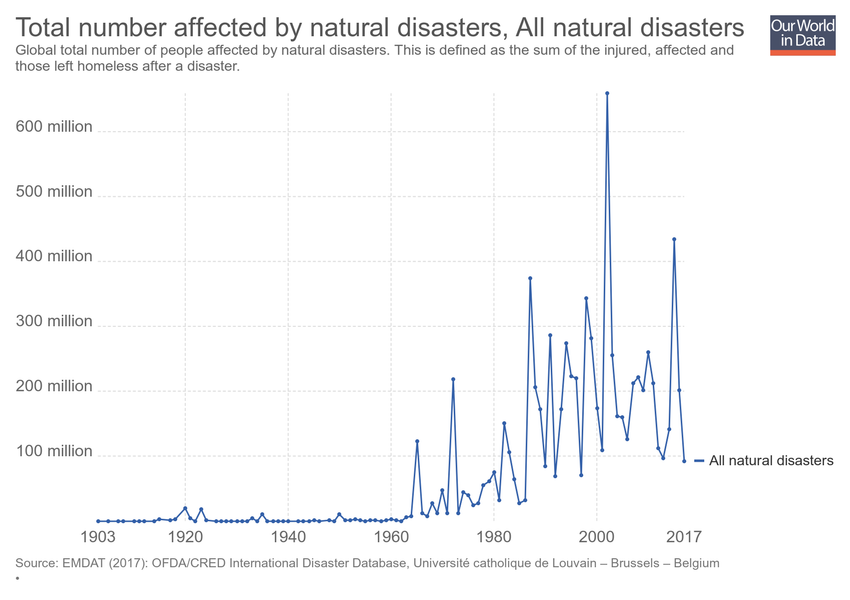 Total number affected by natural disasters, All natural disasters
Our World
in Data
Global total number of people affected by natural disasters. This is defined as the sum of the injured, affected and
those left homeless after a disaster.
600 million
500 million
400 million
300 million
200 million
100 million
All natural disasters
1903 1920 1940 1960 1980 2000 2017
Source: EMDAT (2017): OFDA/CRED International Disaster Database, Université catholique de Louvain – Brussels – Belgium
•